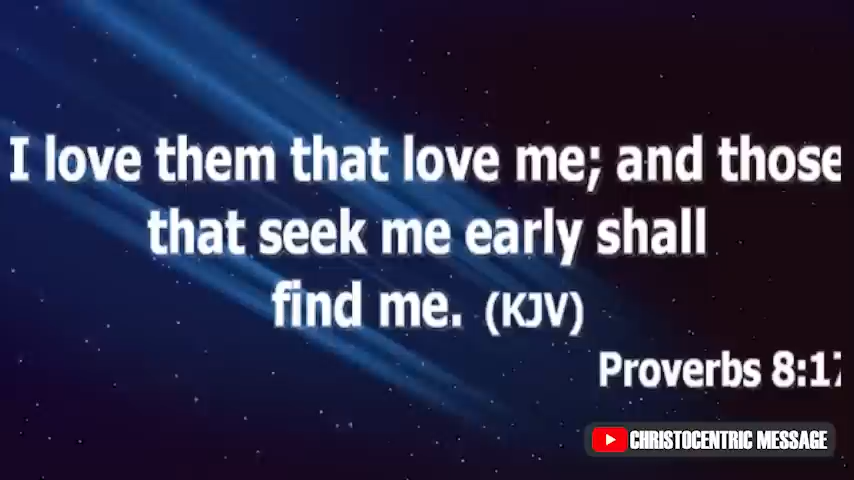 I love them that love me; and those
that seek me early shall
find me. (KJV)
Proverbs 8:17
CHRISTOCENTRIC MESSAGE